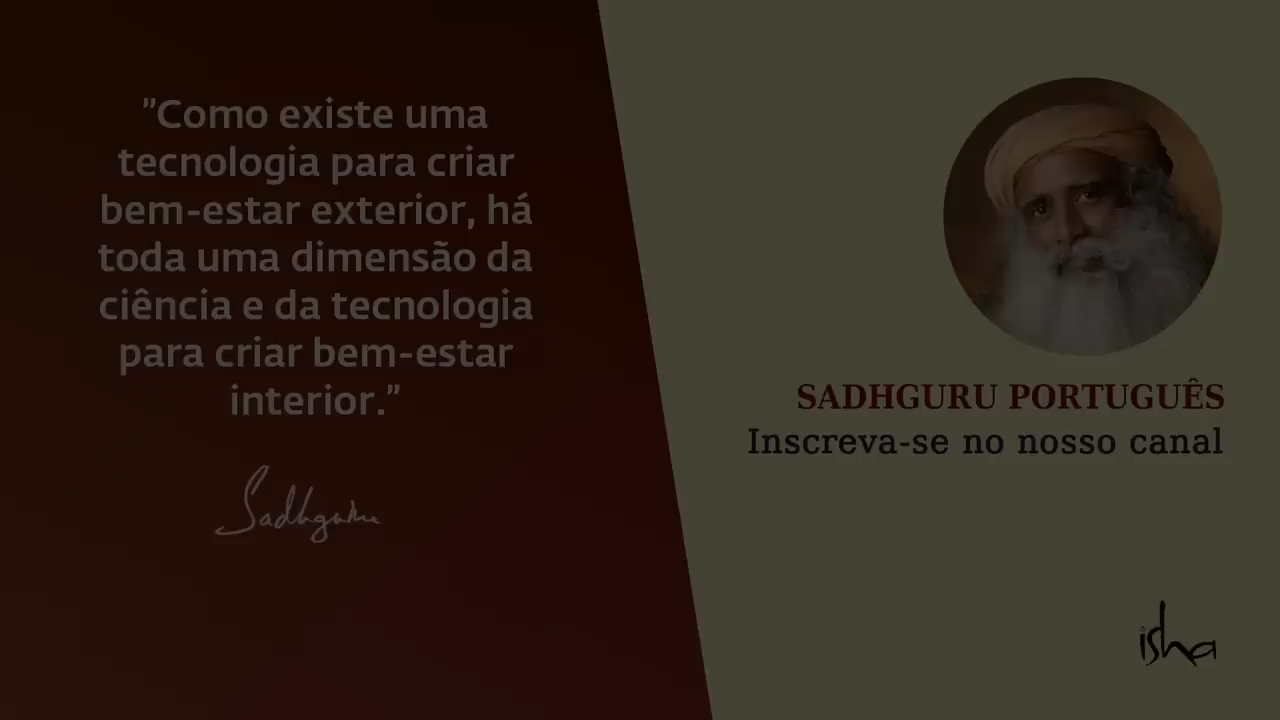 "Como existe uma
tecnologia para criar
bem-estar exterior, há
toda uma dimensão da
ciência e da tecnologia
para criar bem-estar
interior."
Sadhguru
SADHGURU PORTUGUÊS
Inscreva-se no nosso canal
isha